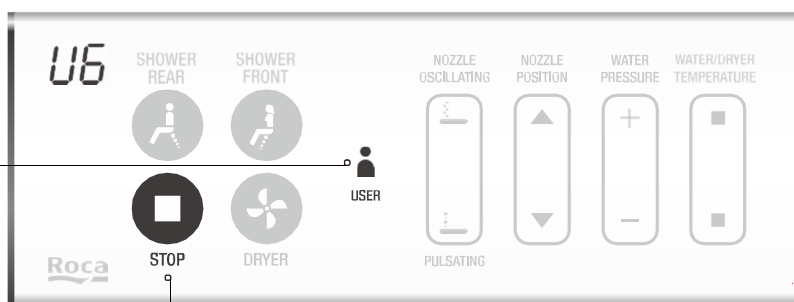 U6
SHOWER
REAR
SHOWER
FRONT
NOZZLE
OSCILLATING
NOZZLE
POSITION
WATER
PRESSURE
WATER/DRYER
TEMPERATURE
USER
STOP
DRYER
PULSATING
Roca